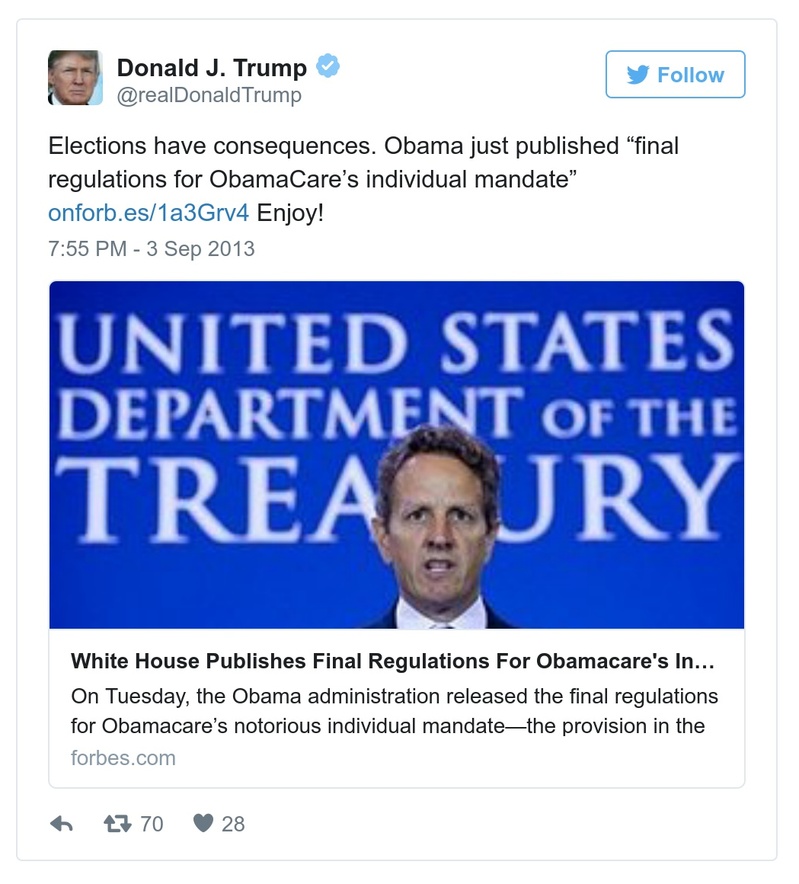 Donald J. Trump
@realDonaldTrump
Follow
Elections have consequences. Obama just published “final
regulations for ObamaCare’s individual mandate”
onforb.es/1a3Grv4 Enjoy!
7:55 PM - 3 Sep 2013
UNITED STATES
DEPARTMENT OF THE
TREA URY
White House Publishes Final Regulations For Obamacare's In...
On Tuesday, the Obama administration released the final regulations
for Obamacare’s notorious individual mandate—the provision in the
forbes.com
70 28